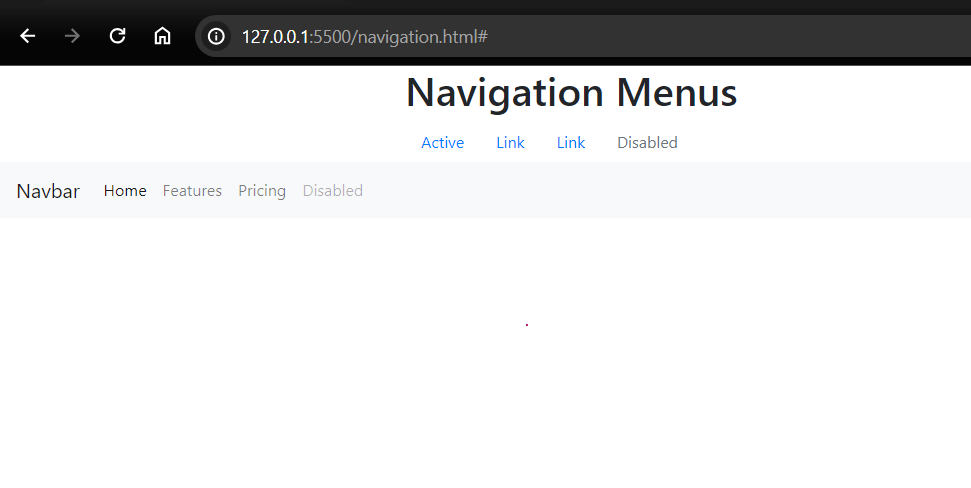 127.0.0.1:5500/navigation.html#
Navigation Menus
Active Link Link Disabled
Navbar Home Features Pricing Disabled